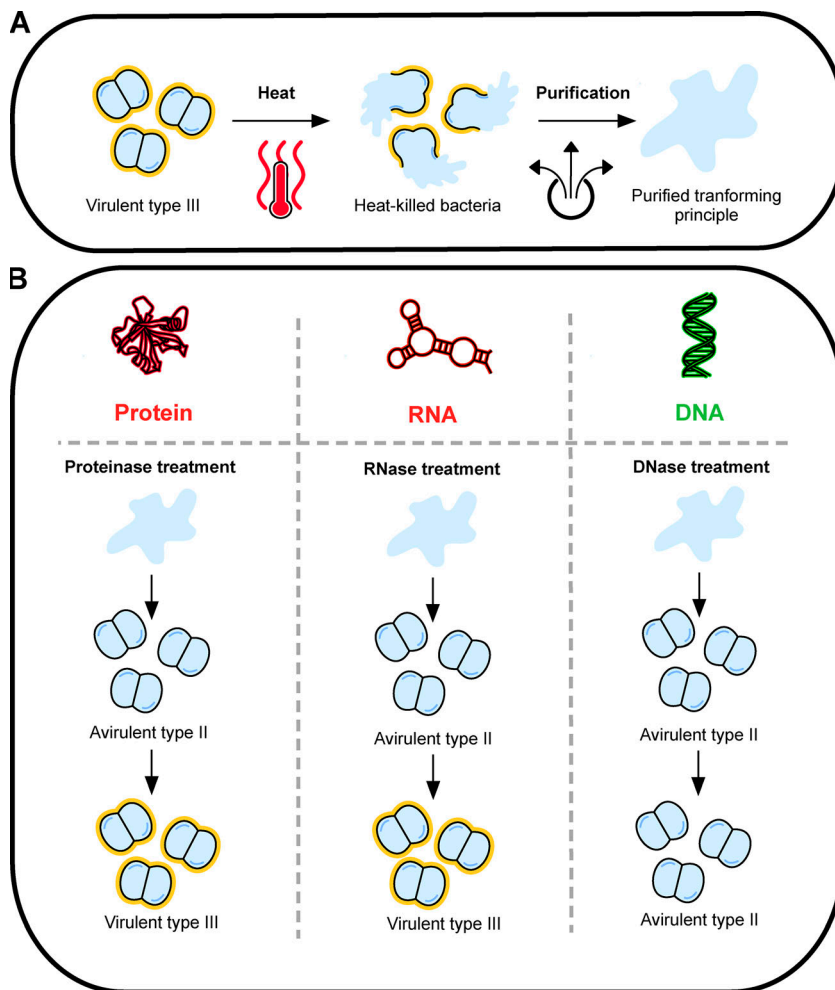 A
Heat
Purification
Virulent type III
Heat-killed bacteria
Purified tranforming
principle
B
Protein
RNA
DNA
Proteinase treatment
RNase treatment
DNase treatment
Avirulent type II
Avirulent type II
Avirulent type II
Virulent type III
Virulent type III
Avirulent type II